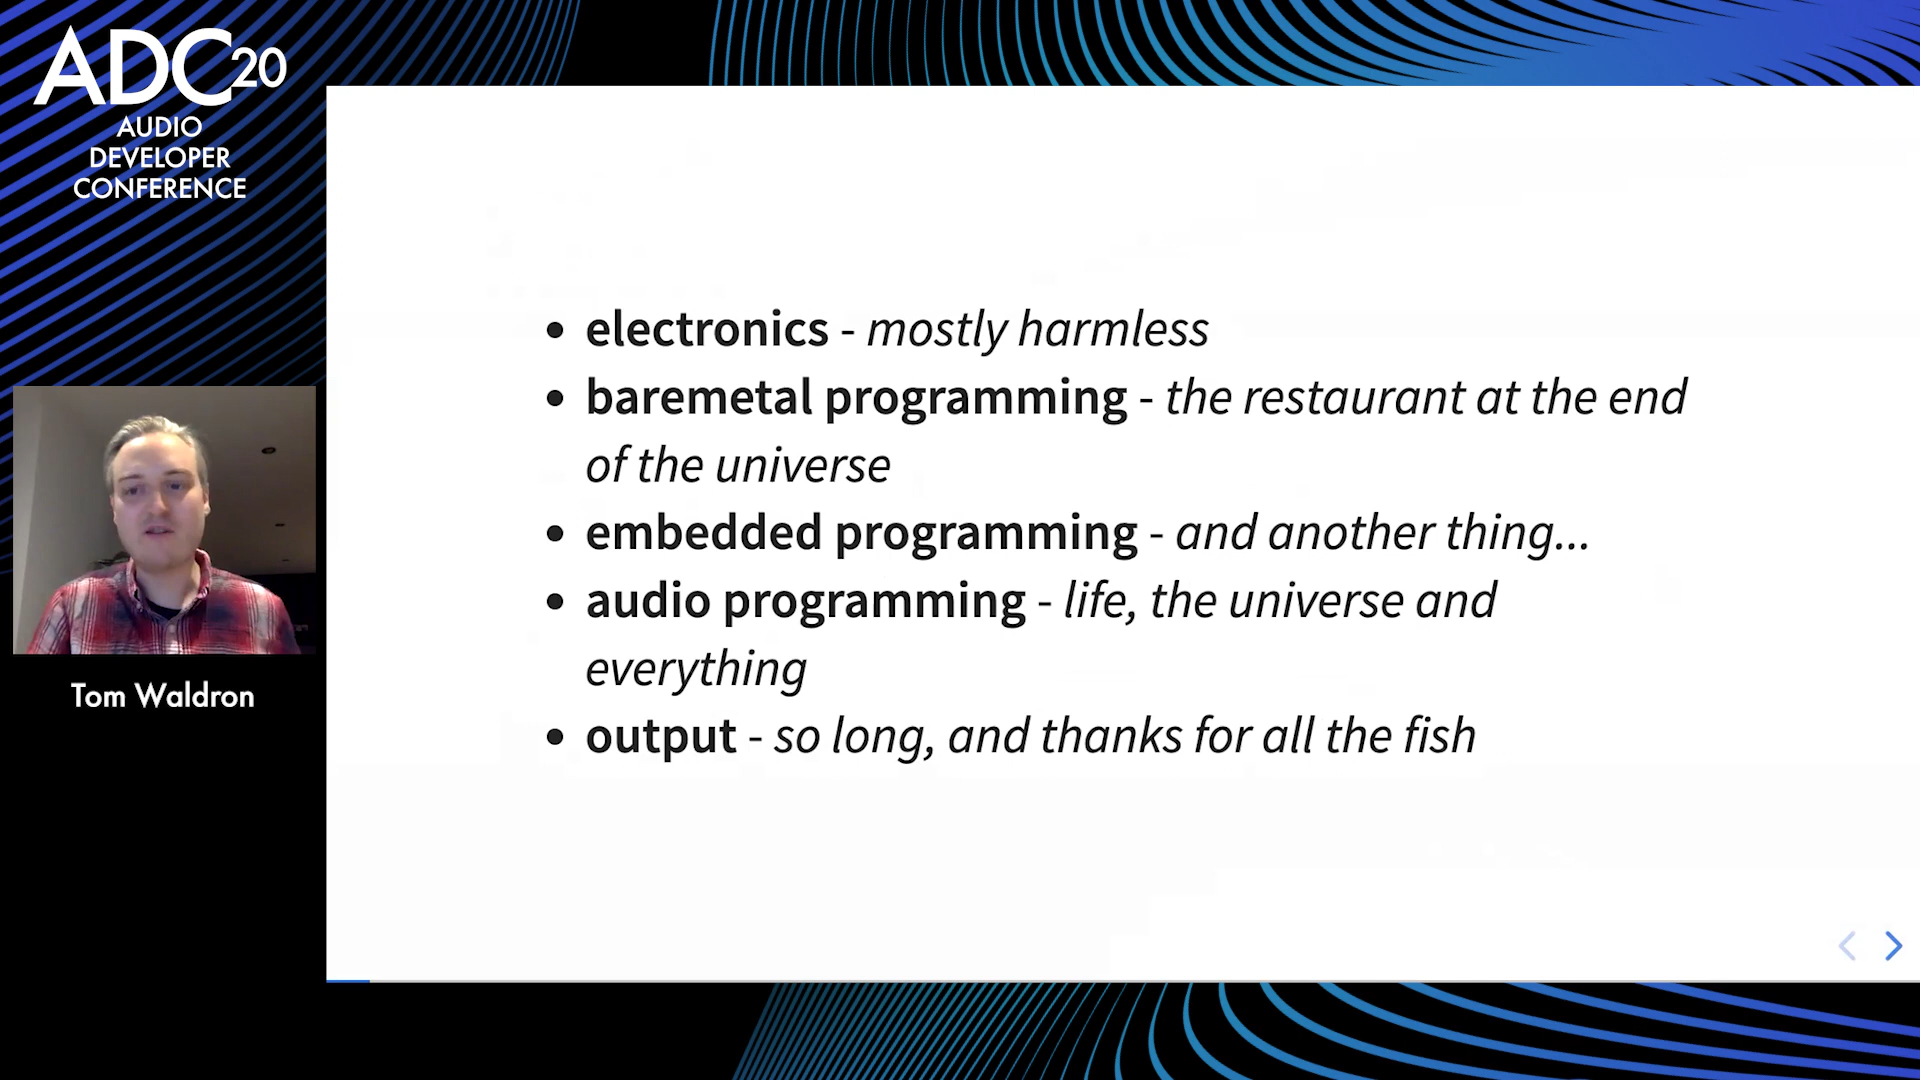 ADC20
AUDIO
DEVELOPER
CONFERENCE
Tom Waldron
• electronics - mostly harmless
• baremetal programming - the restaurant at the end
of the universe
• embedded programming - and another thing...
• audio programming - life, the universe and
everything
• output - so long, and thanks for all the fish